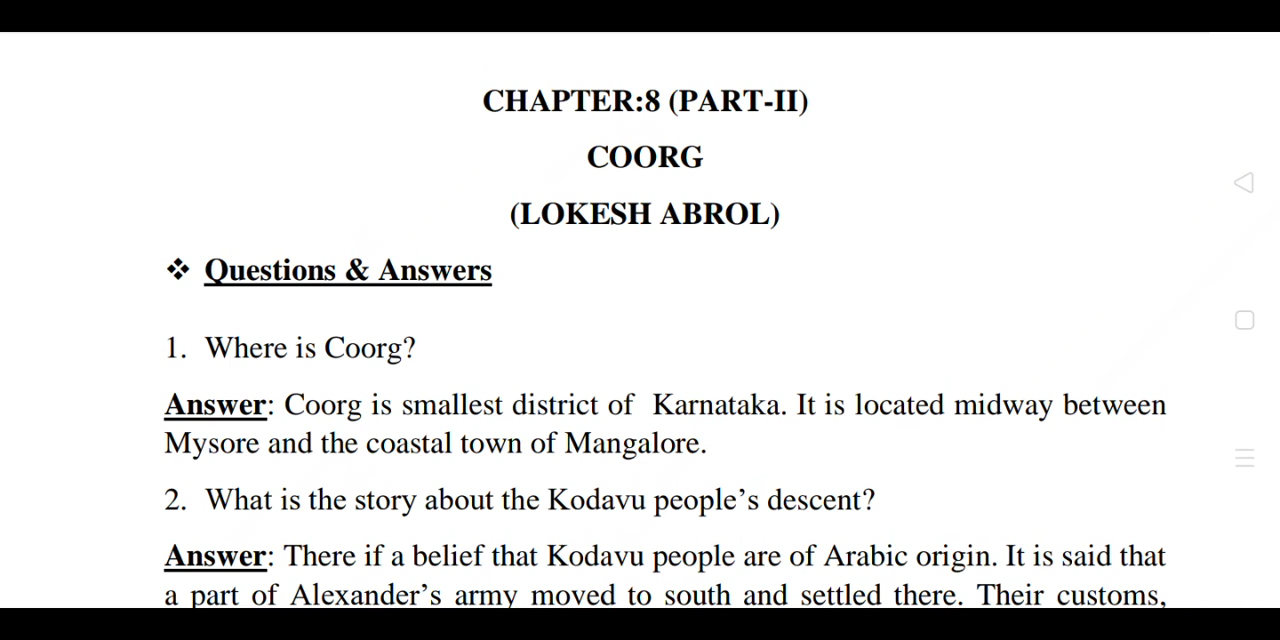 CHAPTER:8 (PART-II)
COORG
(LOKESH ABROL)
❖ Questions & Answers
1. Where is Coorg?
Answer: Coorg is smallest district of Karnataka. It is located midway between
Mysore and the coastal town of Mangalore.
2. What is the story about the Kodavu people’s descent?
Answer: There if a belief that Kodavu people are of Arabic origin. It is said that
a part of Alexander’s army moved to south and settled there. Their customs,